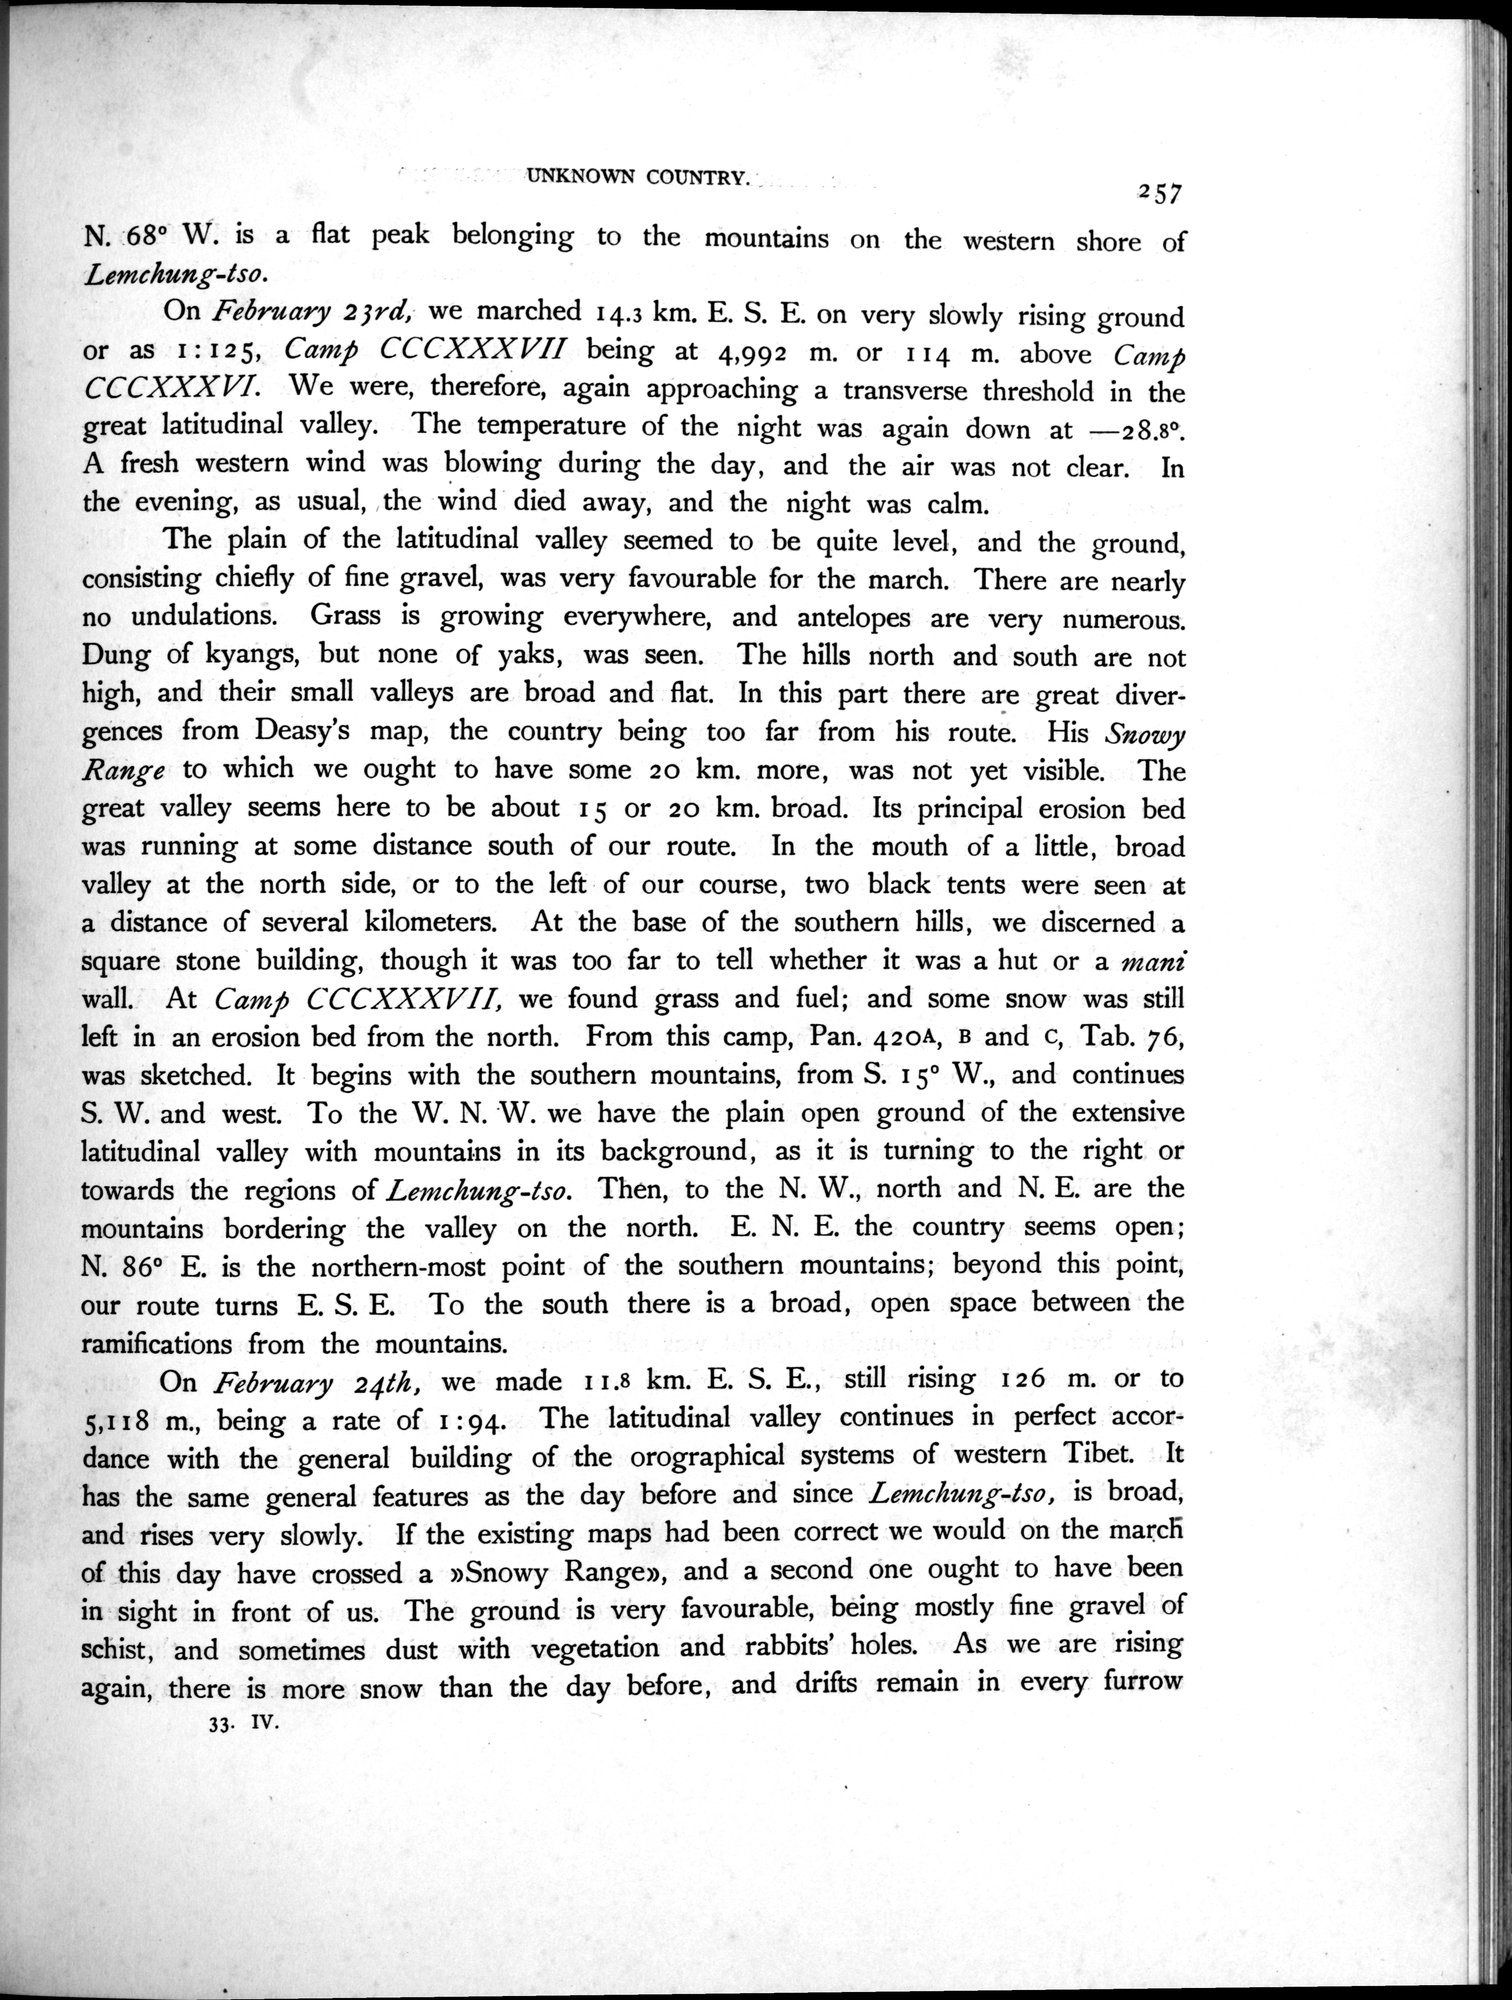 UNKNOWN COUNTRY.
257
N. 68° W. is a flat peak belonging to the mountains on the western shore of
Lemchung-tso.
On February 23rd, we marched 14.3 km. E. S. E. on very slowly rising ground
or as 1:125, Camp CCCXXXVII being at 4,992 m. or 114 m. above Camp
CCCXXXVI. We were, therefore, again approaching a transverse threshold in the
great latitudinal valley. The temperature of the night was again down at —28.8°.
A fresh western wind was blowing during the day, and the air was not clear. In
the evening, as usual, the wind died away, and the night was calm.
The plain of the latitudinal valley seemed to be quite level, and the ground,
consisting chiefly of fine gravel, was very favourable for the march. There are nearly
no undulations. Grass is growing everywhere, and antelopes are very numerous.
Dung of kyangs, but none of yaks, was seen. The hills north and south are not
high, and their small valleys are broad and flat. In this part there are great diver-
gences from Deasy's map, the country being too far from his route. His Snowy
Range to which we ought to have some 20 km. more, was not yet visible. The
great valley seems here to be about 15 or 20 km. broad. Its principal erosion bed
was running at some distance south of our route. In the mouth of a little, broad
valley at the north side, or to the left of our course, two black tents were seen at
a distance of several kilometers. At the base of the southern hills, we discerned a
square stone building, though it was too far to tell whether it was a hut or a mani
wall. At Camp CCCXXXVII, we found grass and fuel; and some snow was still
left in an erosion bed from the north. From this camp, Pan. 420A, B and C, Tab. 76,
was sketched. It begins with the southern mountains, from S. 15° W., and continues
S. W. and west. To the W. N. W. we have the plain open ground of the extensive
latitudinal valley with mountains in its background, as it is turning to the right or
towards the regions of Lemchung-tso. Then, to the N. W., north and N. E. are the
mountains bordering the valley on the north. E. N. E. the country seems open;
N. 86° E. is the northern-most point of the southern mountains; beyond this point,
our route turns E. S. E. To the south there is a broad, open space between the
ramifications from the mountains.
On February 24th, we made 11.8 km. E. S. E., still rising 126 m. or to
5,118 m., being a rate of 1:94. The latitudinal valley continues in perfect accor-
dance with the general building of the orographical systems of western Tibet. It
has the same general features as the day before and since Lemchung-tso, is broad,
and rises very slowly. If the existing maps had been correct we would on the march
of this day have crossed a »Snowy Range», and a second one ought to have been
in sight in front of us. The ground is very favourable, being mostly fine gravel of
schist, and sometimes dust with vegetation and rabbits' holes. As we are rising
again, there is more snow than the day before, and drifts remain in every furrow
33. IV.